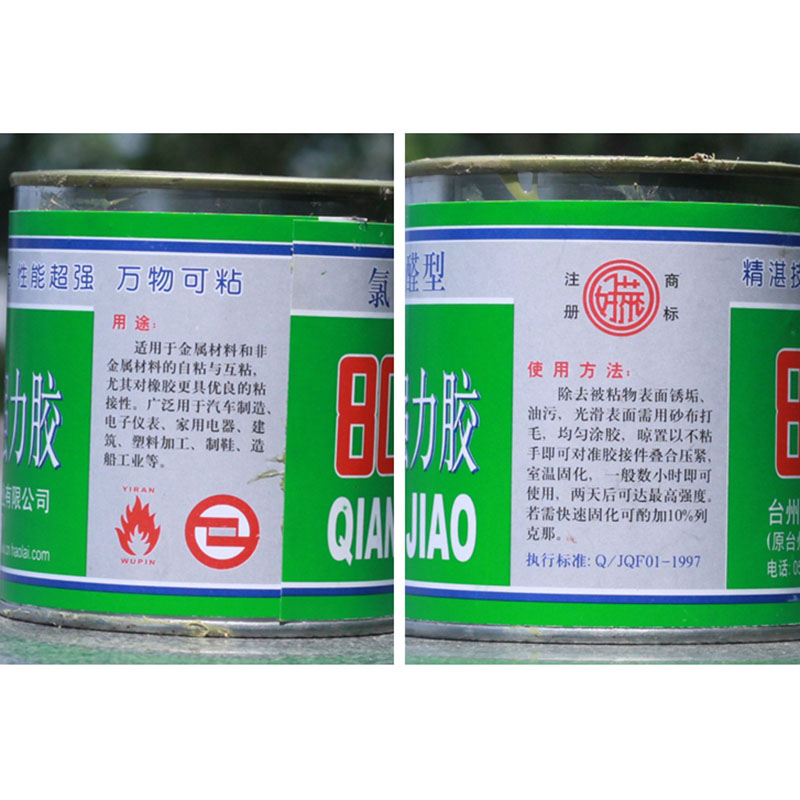 性能超强 万物可粘
氯
用途:
适用于金属材料和非
金属材料的自粘与互粘,
尤其对橡胶更具优良的粘
接性。广泛用于汽车制造、
电子仪表、家用电器、建
筑、塑料加工、制鞋、造
船工业等。
力胶
有限公司
haolai.com
YIRAN
WUPIN
80
QIAN
醛型
注册
商标
精湛技
使用方法:
除去被粘物表面锈垢、
油污,光滑表面需用砂布打
毛,均匀涂胶,晾置以不粘
手即可对准胶接件叠合压紧,
室温固化,一般数小时即可
使用,两天后可达最高强度。
若需快速固化可酌加10%列
克那。
执行标准: Q/JQF01-1997
力胶
JIAO
8
台州
(原台
电话: 05